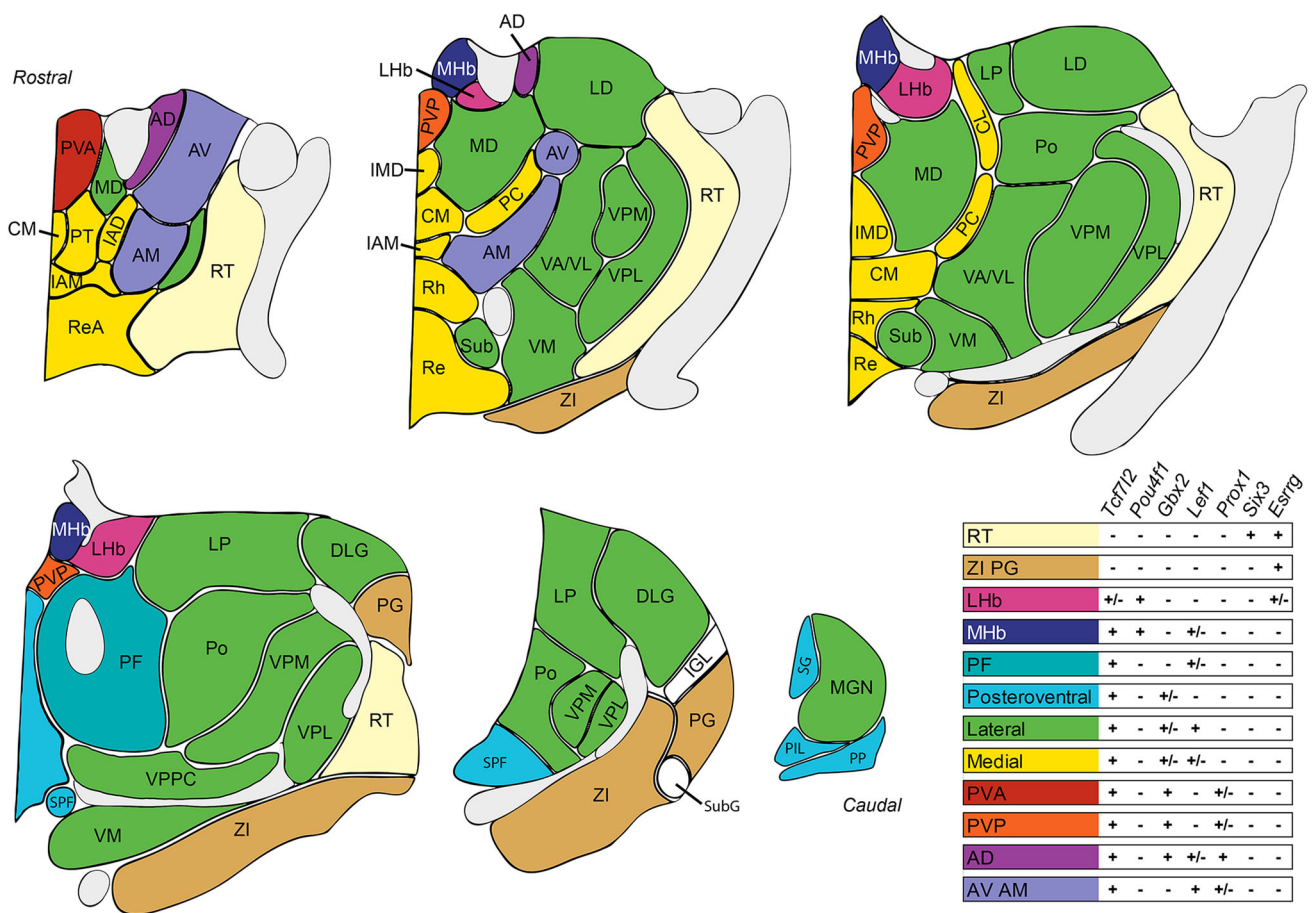 Rostral
PVA
MD
AD
AV
CM
PT
IAD
IAM
AM
RT
ReA
AD
MHb
LHb
LD
PVP
MD
AV
IMD
PC
CM
VPM
RT
IAM
AM
VA/VL
VPL
Rh
Sub
VM
Re
ZI
MHb
LHb
LP
LD
PVP
CL
Po
MD
RT
PC
IMD
VPM
CM
VA/VL
VPL
Rh
Sub
VM
Re
ZI
MHb
LHb
LP
DLG
PVP
PG
PF
Po
VPM
RT
VPL
VPPC
SPF
VM
ZI
LP
DLG
IGL
Po
VPM
VPL
PG
SPF
ZI
SubG
SG
MGN
PIL
PP
Caudal
Tcf7l2 Pou4f1 Gbx2 Lef1 Prox1 Six3 Esrrg
RT - - - - - + +
ZI PG - - - - - - +
LHb +/- + - - - - +/-
MHb + + - +/- - - -
PF + - - +/- - - -
Posteroventral + - +/- - - - -
Lateral + - +/- + - - -
Medial + - +/- +/- - - -
PVA + - + - +/- - -
PVP + - + - +/- - -
AD + - + +/- + - -
AV AM + - - + +/- - -